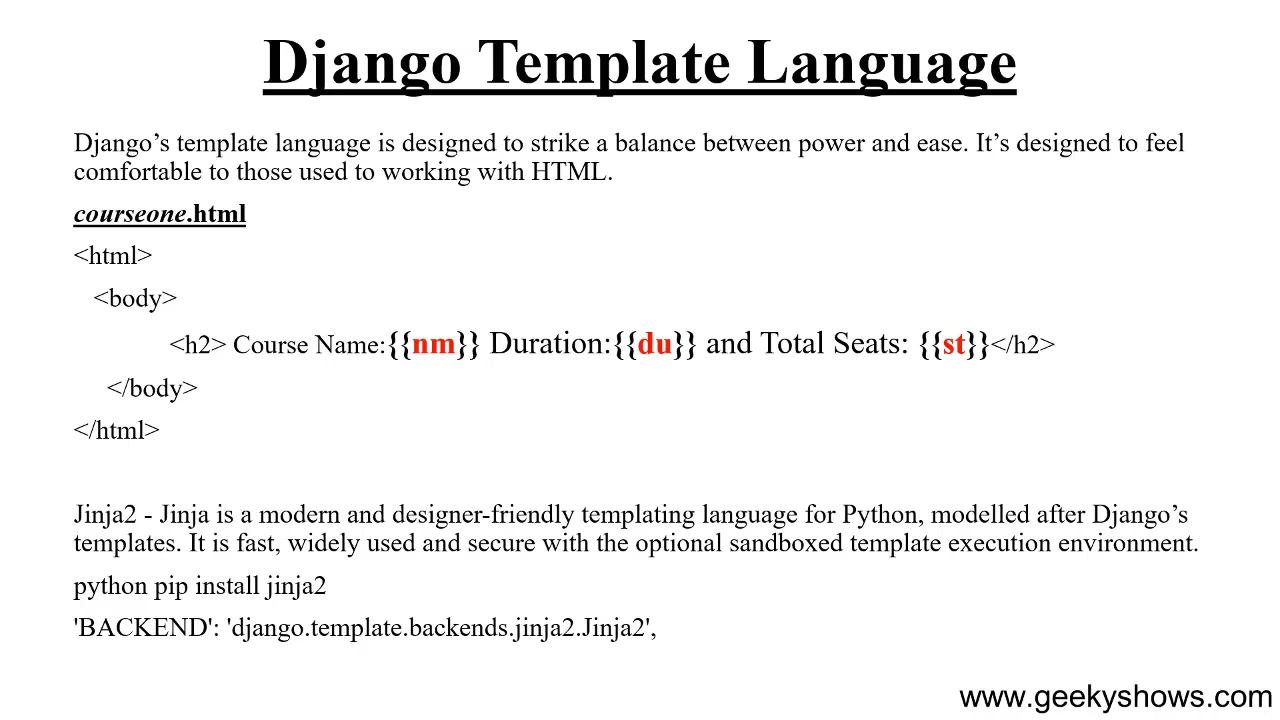 Django Template Language
Django’s template language is designed to strike a balance between power and ease. It’s designed to feel
comfortable to those used to working with HTML.
courseone.html
<html>
<body>
<h2> Course Name:{{nm}} Duration:{{du}} and Total Seats: {{st}}</h2>
</body>
</html>
Jinja2 - Jinja is a modern and designer-friendly templating language for Python, modelled after Django’s
templates. It is fast, widely used and secure with the optional sandboxed template execution environment.
python pip install jinja2
'BACKEND': 'django.template.backends.jinja2.Jinja2',
www.geekyshows.com